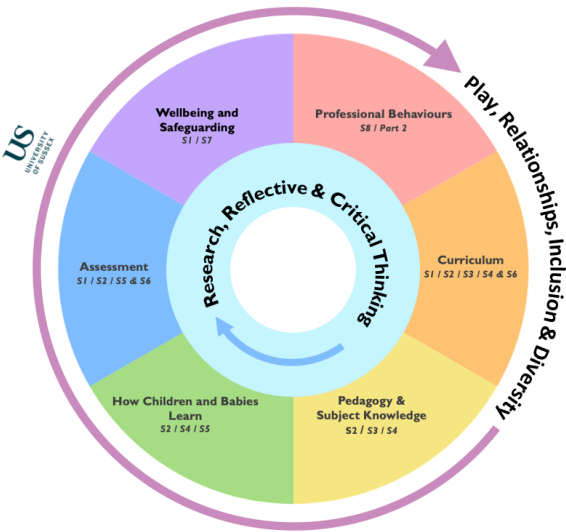 US
UNIVERSITY
OF SUSSEX
Wellbeing and
Safeguarding
S1 / S7
Professional Behaviours
S8 / Part 2
Play, Relationships, Inclusion & Diversity
Research, Reflective & Critical Thinking
Assessment
S1 / S2 / S5 & S6
Curriculum
S1 / S2 / S3 / S4 & S6
How Children and Babies
Learn
S2 / S4 / S5
Pedagogy &
Subject Knowledge
S2 / S3 / S4